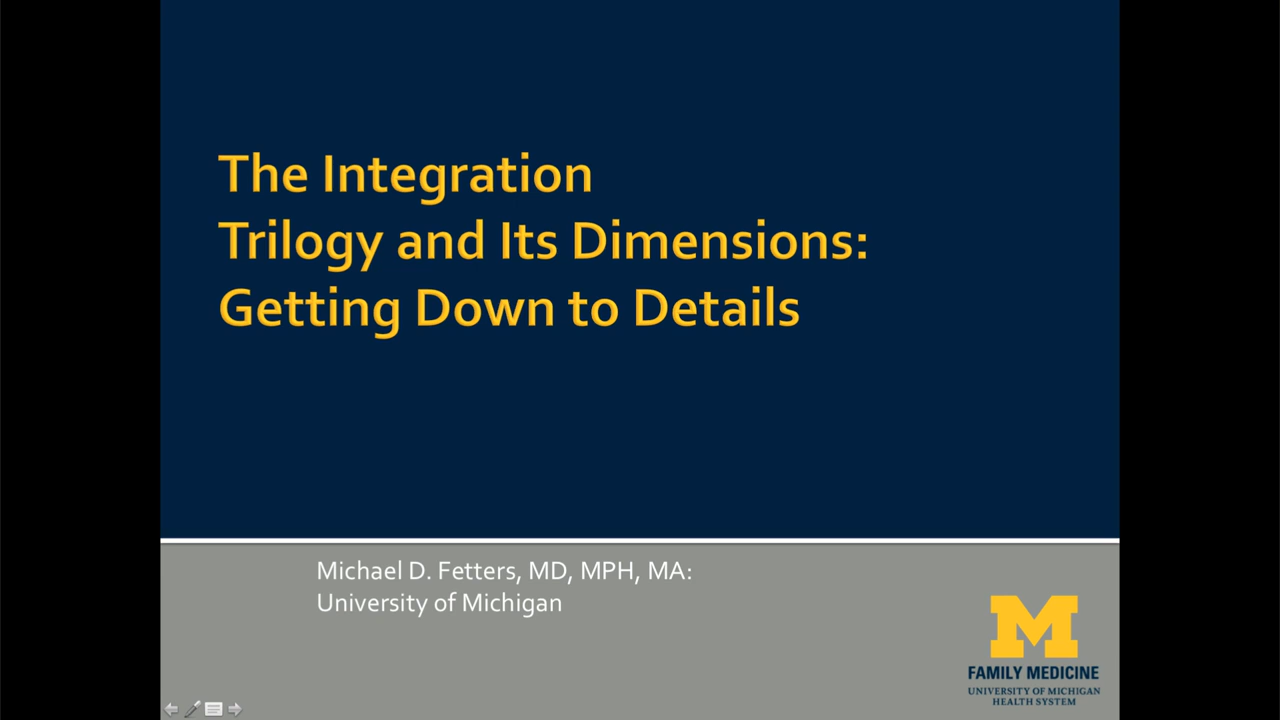 The Integration
Trilogy and Its Dimensions:
Getting Down to Details
Michael D. Fetters, MD, MPH, MA:
University of Michigan
M
FAMILY MEDICINE
UNIVERSITY OF MICHIGAN
HEALTH SYSTEM